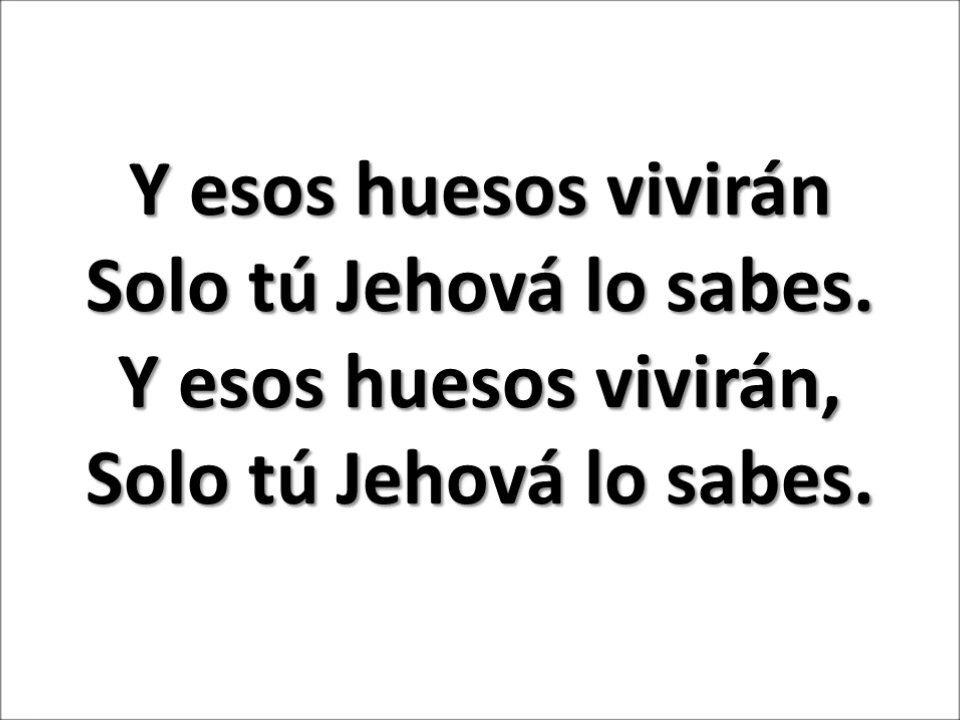 Y esos huesos vivirán
Solo tú Jehová lo sabes.
Y esos huesos vivirán,
Solo tú Jehová lo sabes.